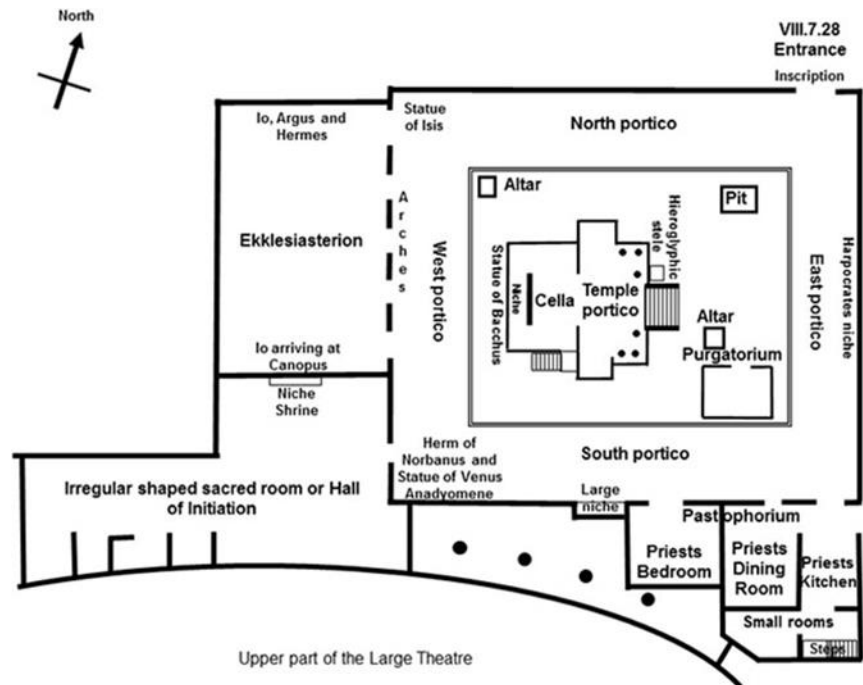 North
VIII.7.28
Entrance
Inscription
Io, Argus and
Hermes
Statue
of Isis
North portico
Altar
Pit
Arches
Ekklesiasterion
West portico
Statue of Bacchus
Niche
Cella
Temple
portico
Hieroglyphic
stele
East portico
Harpocrates niche
Altar
Purgatorium
Io arriving at
Canopus
Niche
Shrine
Herm of
Norbanus and
Statue of Venus
Anadyomene
South portico
Irregular shaped sacred room or Hall
of Initiation
Large
niche
Pastophorium
Priests
Bedroom
Priests
Dining
Room
Priests
Kitchen
Small rooms
Steps
Upper part of the Large Theatre